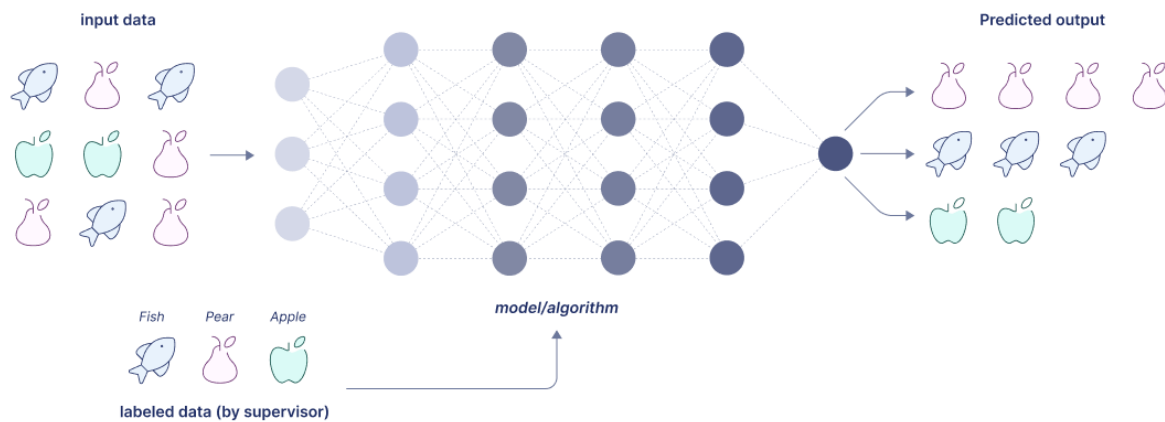 input data
Predicted output
model/algorithm
Fish
Pear
Apple
labeled data (by supervisor)